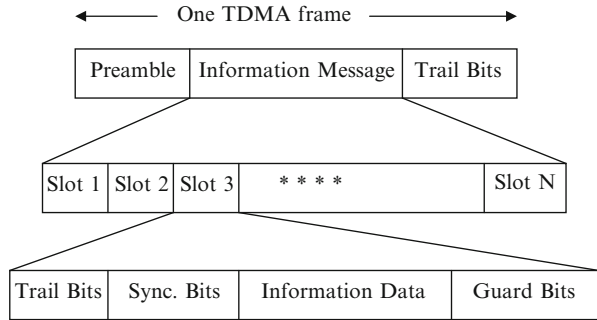 One TDMA frame
Preamble Information Message Trail Bits
Slot 1 Slot 2 Slot 3 * * * * Slot N
Trail Bits Sync. Bits Information Data Guard Bits